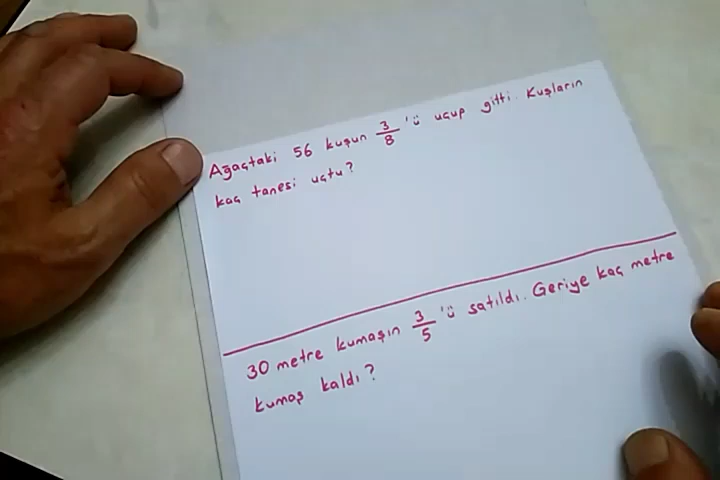 Ağaçtaki 56 kuşun 3/8 'ü uçup gitti. Kuşların
kaç tanesi uçtu?
30 metre kumaşın 3/5 'ü satıldı. Geriye kaç metre
kumaş kaldı?